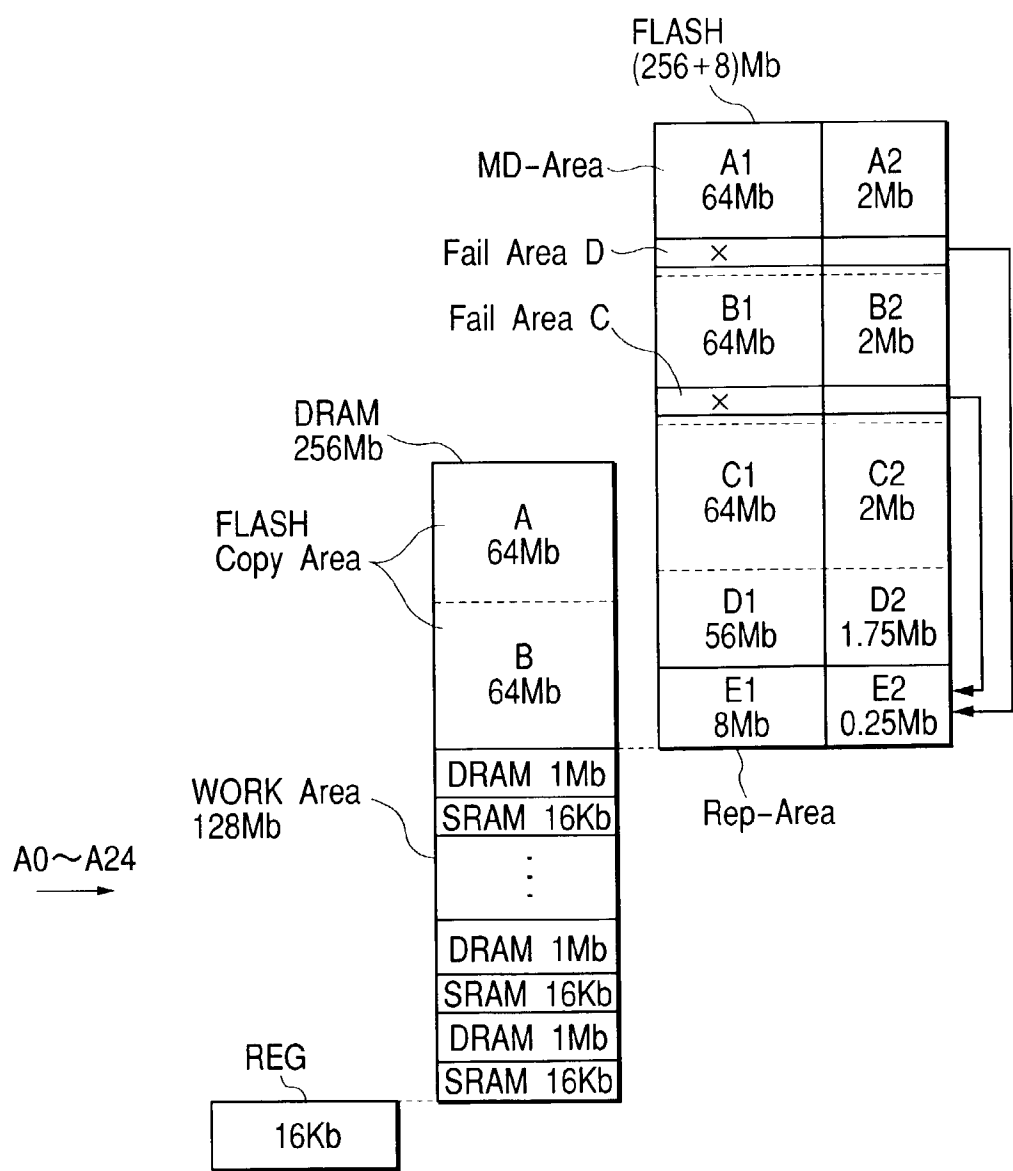 FLASH
(256+8)Mb
MD-Area
A1
64Mb
A2
2Mb
Fail Area D
×
Fail Area C
B1
64Mb
B2
2Mb
×
DRAM
256Mb
C1
64Mb
C2
2Mb
FLASH
Copy Area
A
64Mb
D1
56Mb
D2
1.75Mb
B
64Mb
E1
8Mb
E2
0.25Mb
Rep-Area
WORK Area
128Mb
DRAM 1Mb
SRAM 16Kb
⋮
A0~A24
DRAM 1Mb
SRAM 16Kb
DRAM 1Mb
SRAM 16Kb
REG
16Kb